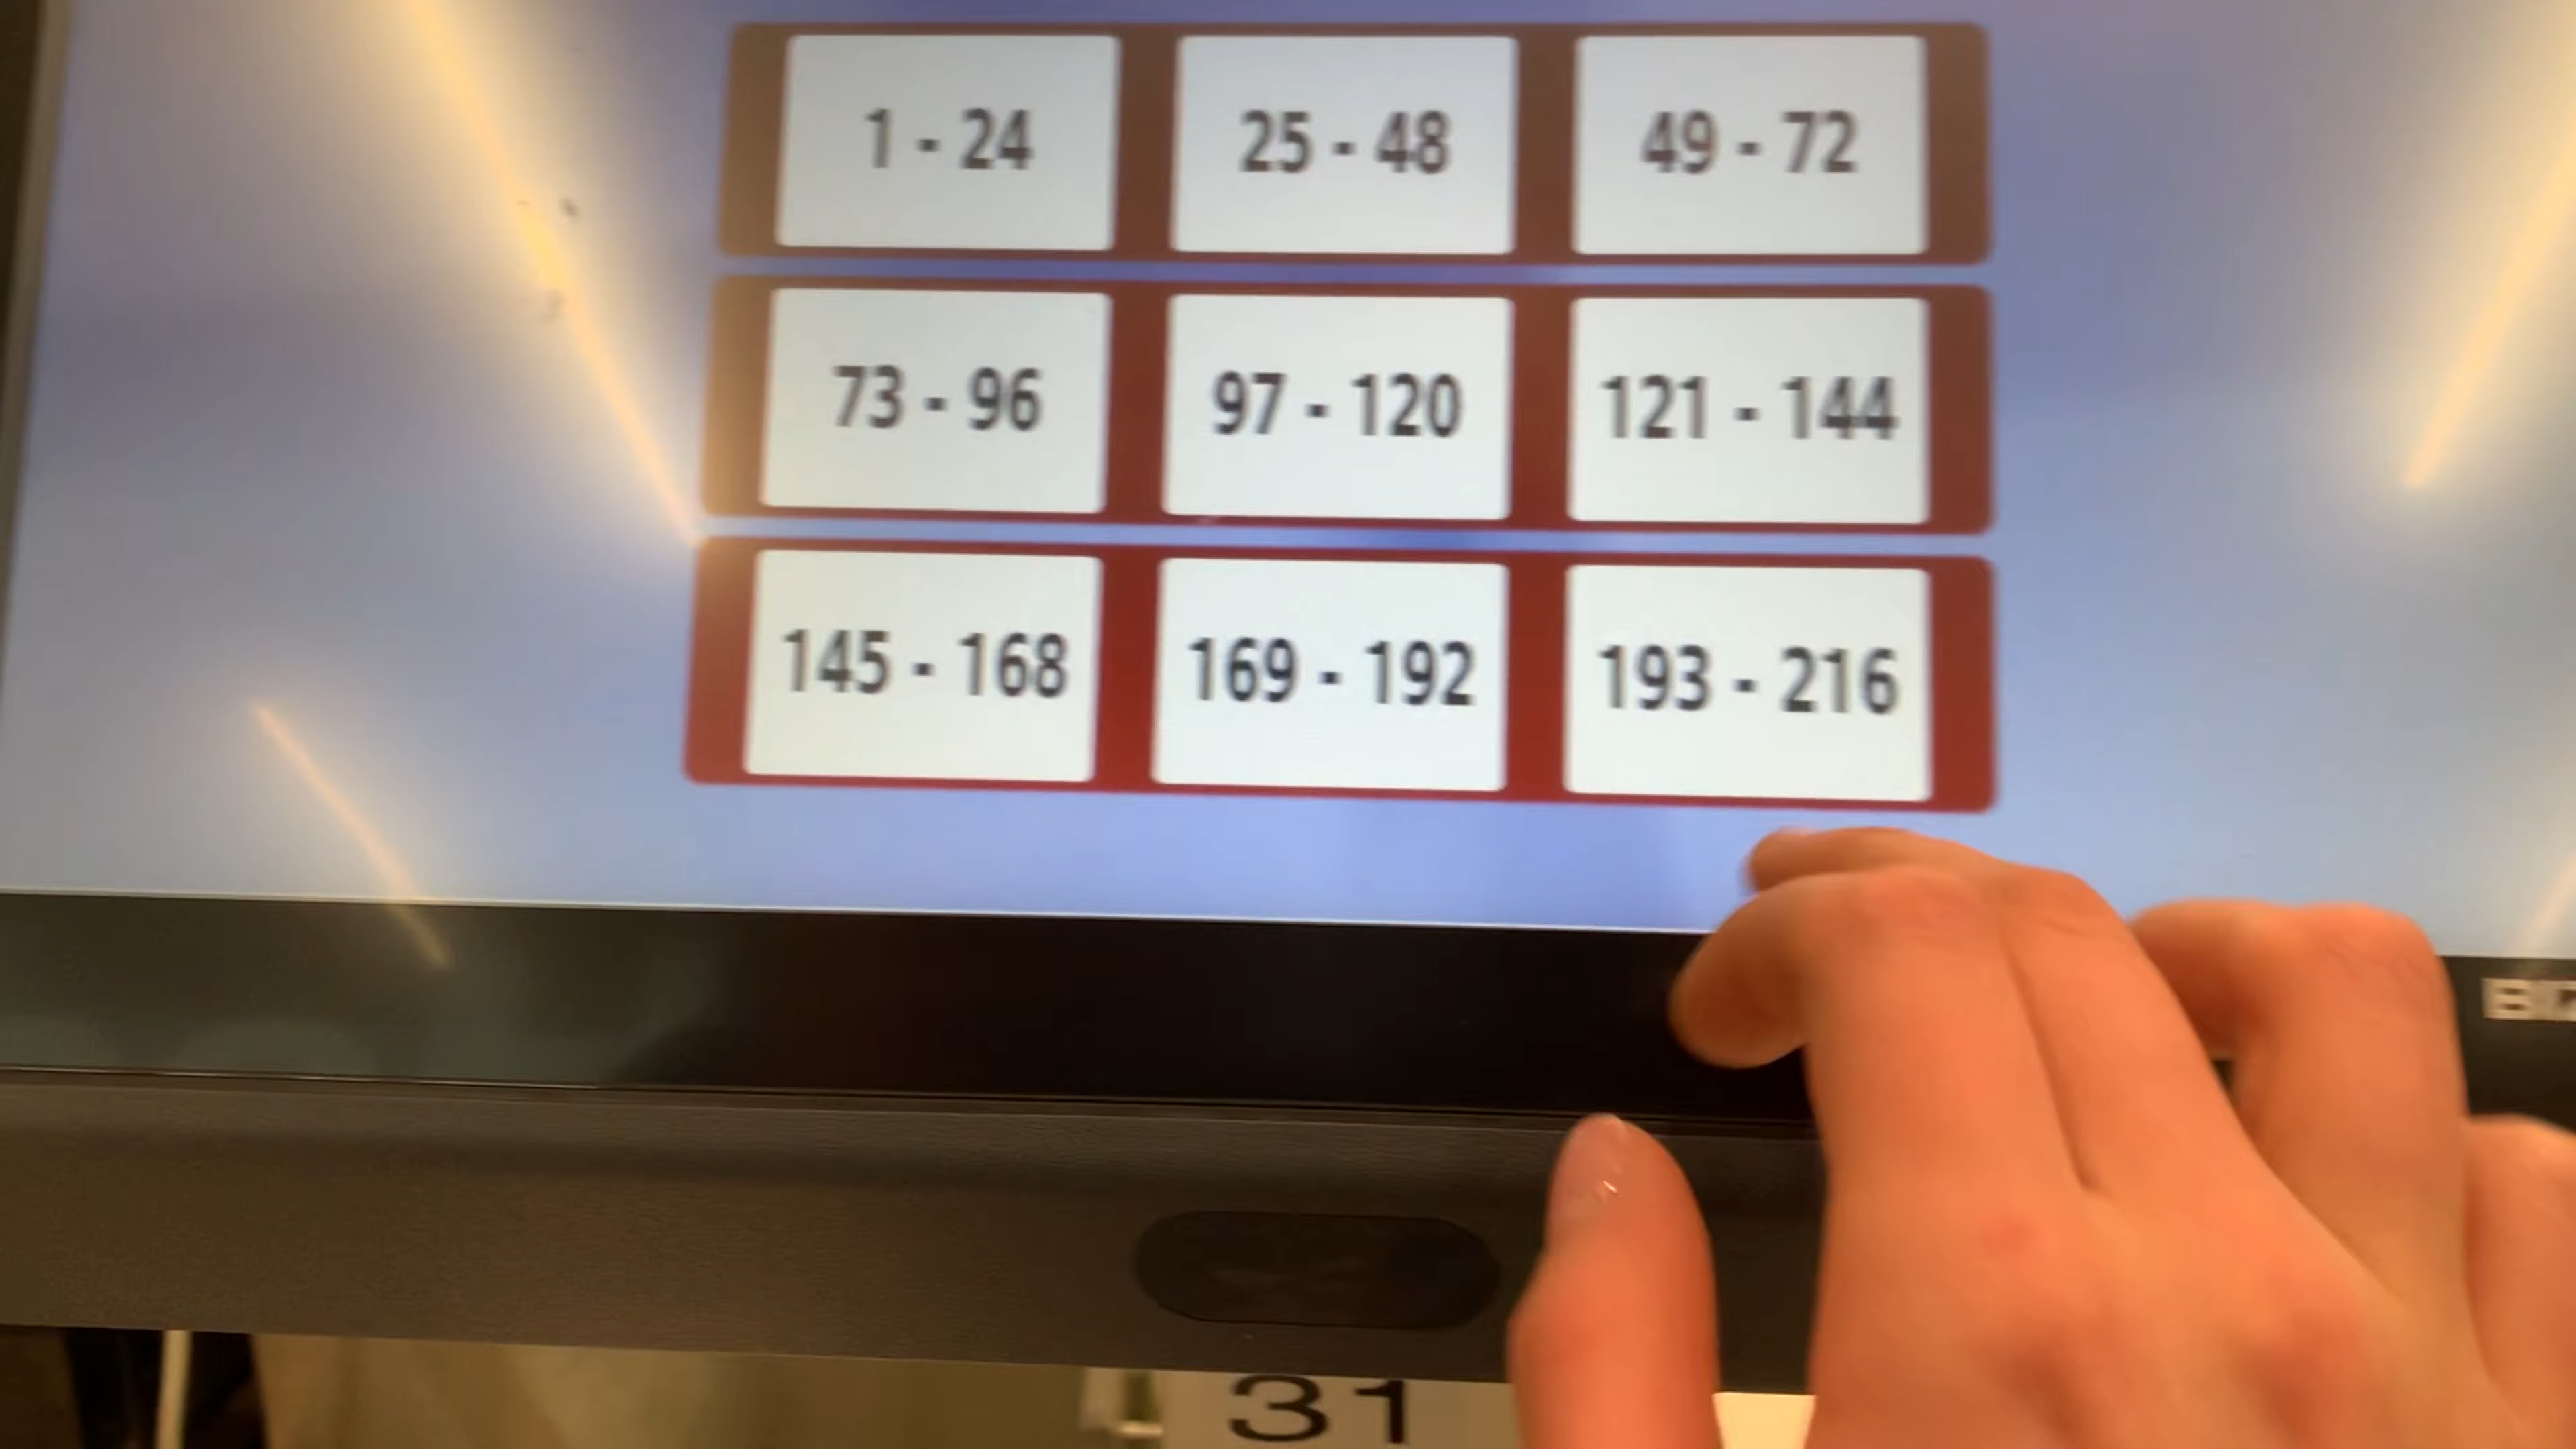 1 - 24 25 - 48 49 - 72
73 - 96 97 - 120 121 - 144
145 - 168 169 - 192 193 - 216
31